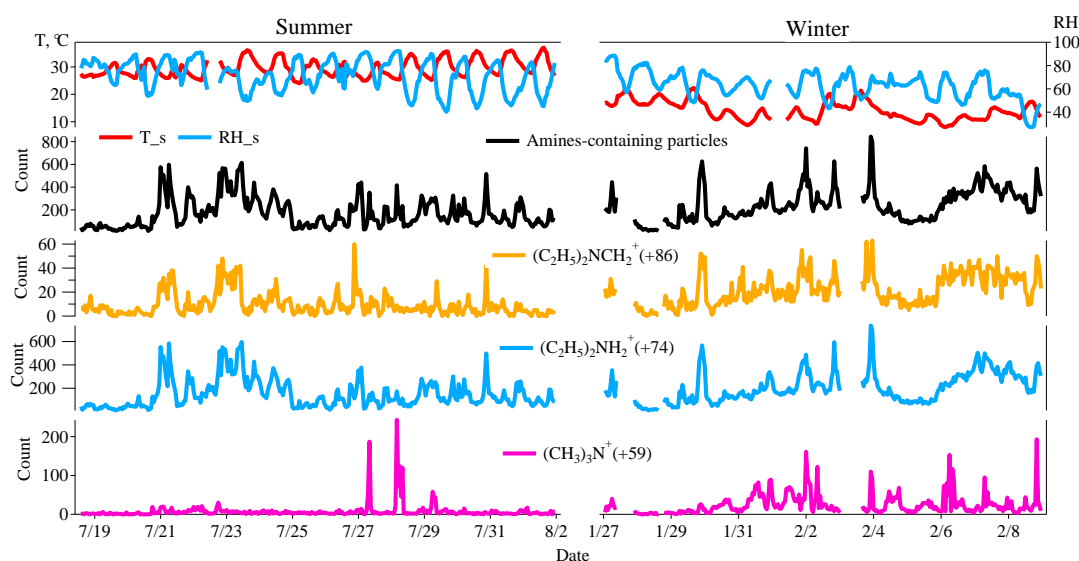 Summer
Winter
T, °C
RH
30
20
10
100
80
60
40
T_s
RH_s
Amines-containing particles
Count
800
600
400
200
(C2H5)2NCH2+(+86)
Count
60
40
20
0
(C2H5)2NH2+(+74)
Count
600
400
200
(CH3)3N+(+59)
Count
200
100
0
7/19 7/21 7/23 7/25 7/27 7/29 7/31 8/2 1/27 1/29 1/31 2/2 2/4 2/6 2/8
Date